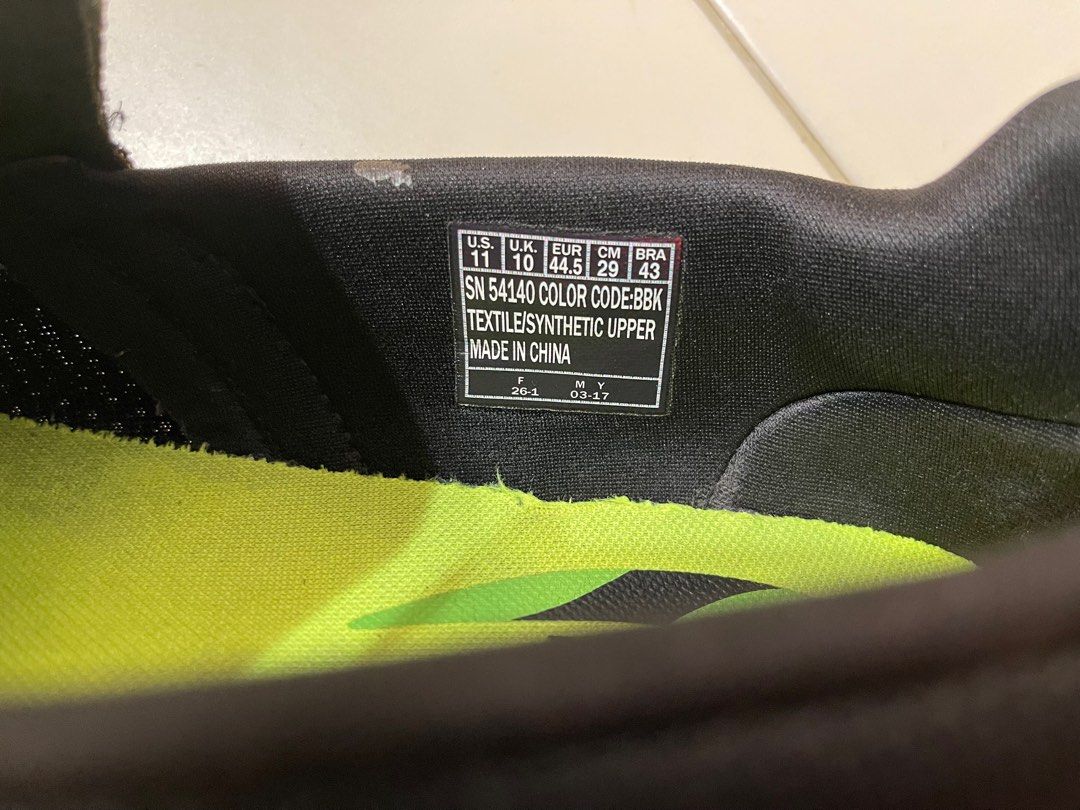 U.S. U.K. EUR CM BRA
11 10 44.5 29 43
SN 54140 COLOR CODE:BBK
TEXTILE/SYNTHETIC UPPER
MADE IN CHINA
F M Y
26-1 03-17